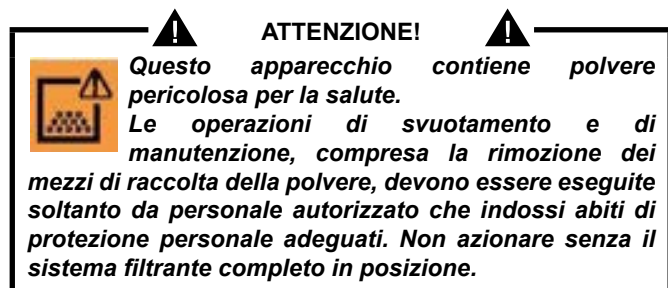 ATTENZIONE!
Questo apparecchio contiene polvere
pericolosa per la salute.
Le operazioni di svuotamento e di
manutenzione, compresa la rimozione dei
mezzi di raccolta della polvere, devono essere eseguite
soltanto da personale autorizzato che indossi abiti di
protezione personale adeguati. Non azionare senza il
sistema filtrante completo in posizione.